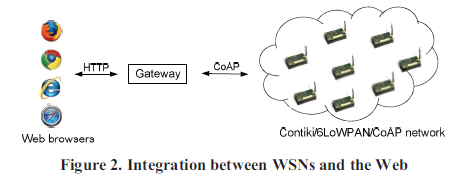 HTTP
Gateway
CoAP
Web browsers
Contiki/6LoWPAN/CoAP network
Figure 2. Integration between WSNs and the Web